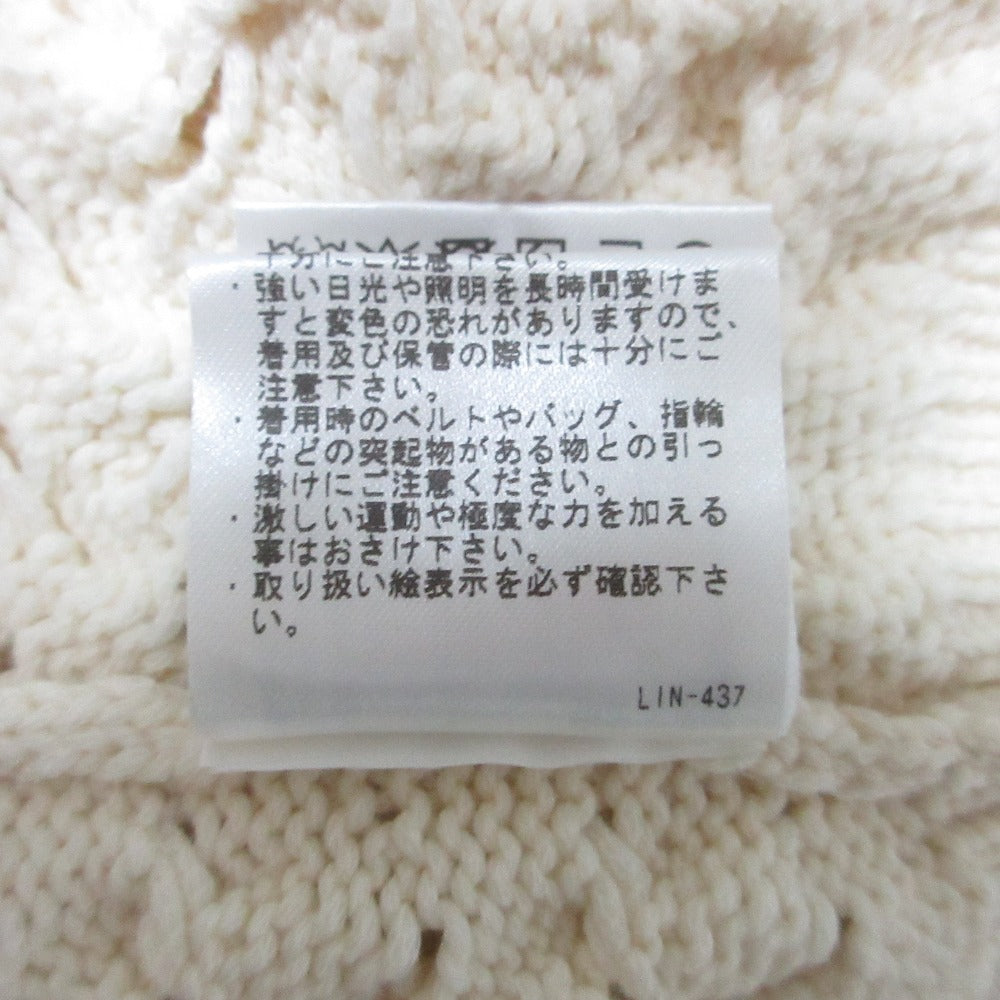 十分にご注意下さい。
・強い日光や照明を長時間受けま
すと変色の恐れがありますので、
着用及び保管の際には十分にご
注意下さい。
・着用時のベルトやバッグ、指輪
などの突起物がある物との引っ
掛けにご注意ください。
・激しい運動や極度な力を加える
事はおさけ下さい。
・取り扱い絵表示を必ず確認下さ
い。
LIN-437